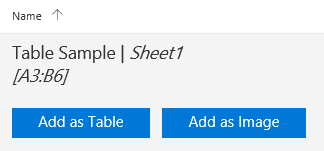 Name ↑
Table Sample | Sheet1
[A3:B6]
Add as Table Add as Image